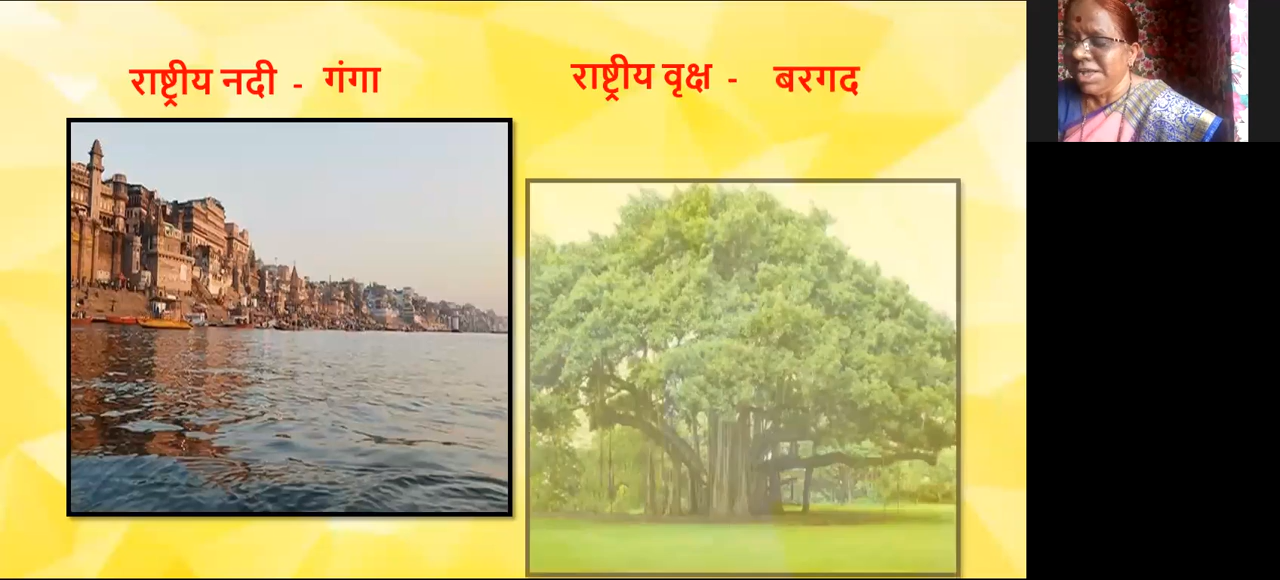 राष्ट्रीय नदी - गंगा
राष्ट्रीय वृक्ष - बरगद